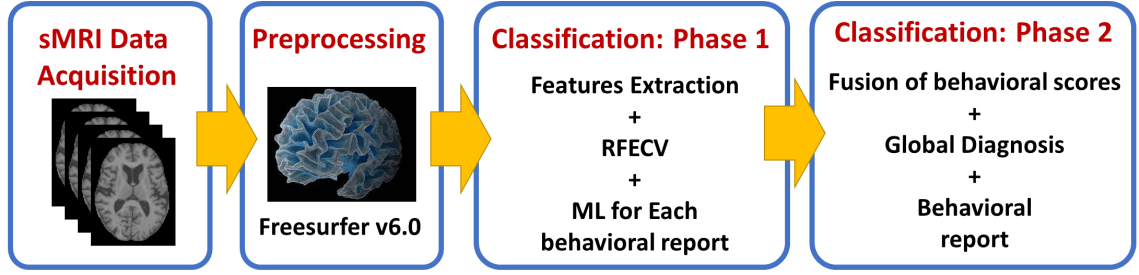 sMRI Data
Acquisition
Preprocessing
Freesurfer v6.0
Classification: Phase 1
Features Extraction
+
RFECV
+
ML for Each
behavioral report
Classification: Phase 2
Fusion of behavioral scores
+
Global Diagnosis
+
Behavioral
report